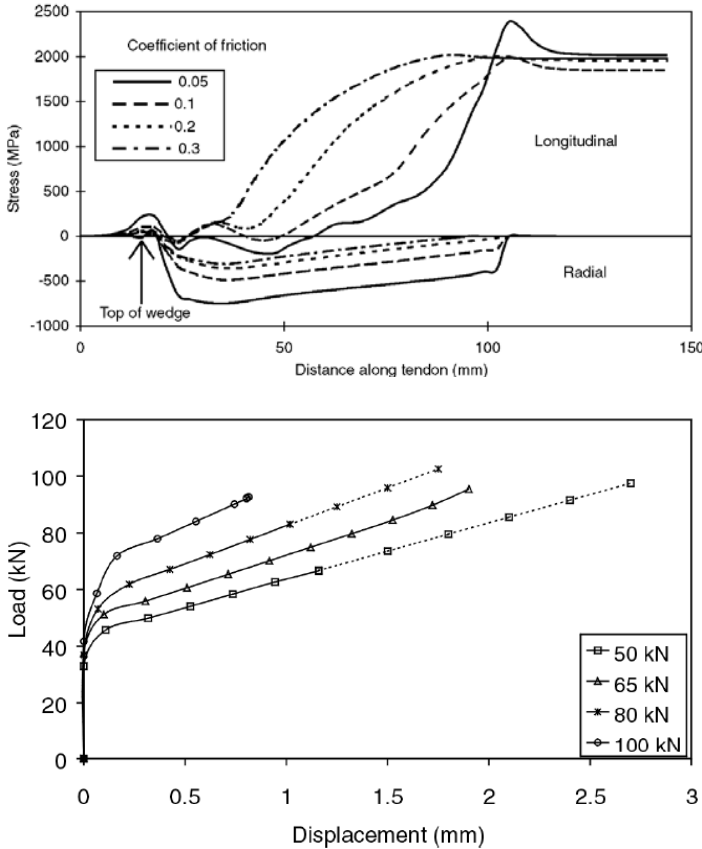 2500
2000
1500
1000
500
0
-500
-1000
Stress (MPa)
Coefficient of friction
0.05
0.1
0.2
0.3
Longitudinal
Radial
Top of wedge
0 50 100 150
Distance along tendon (mm)
120
100
80
60
40
20
0
Load (kN)
50 kN
65 kN
80 kN
100 kN
0 0.5 1 1.5 2 2.5 3
Displacement (mm)